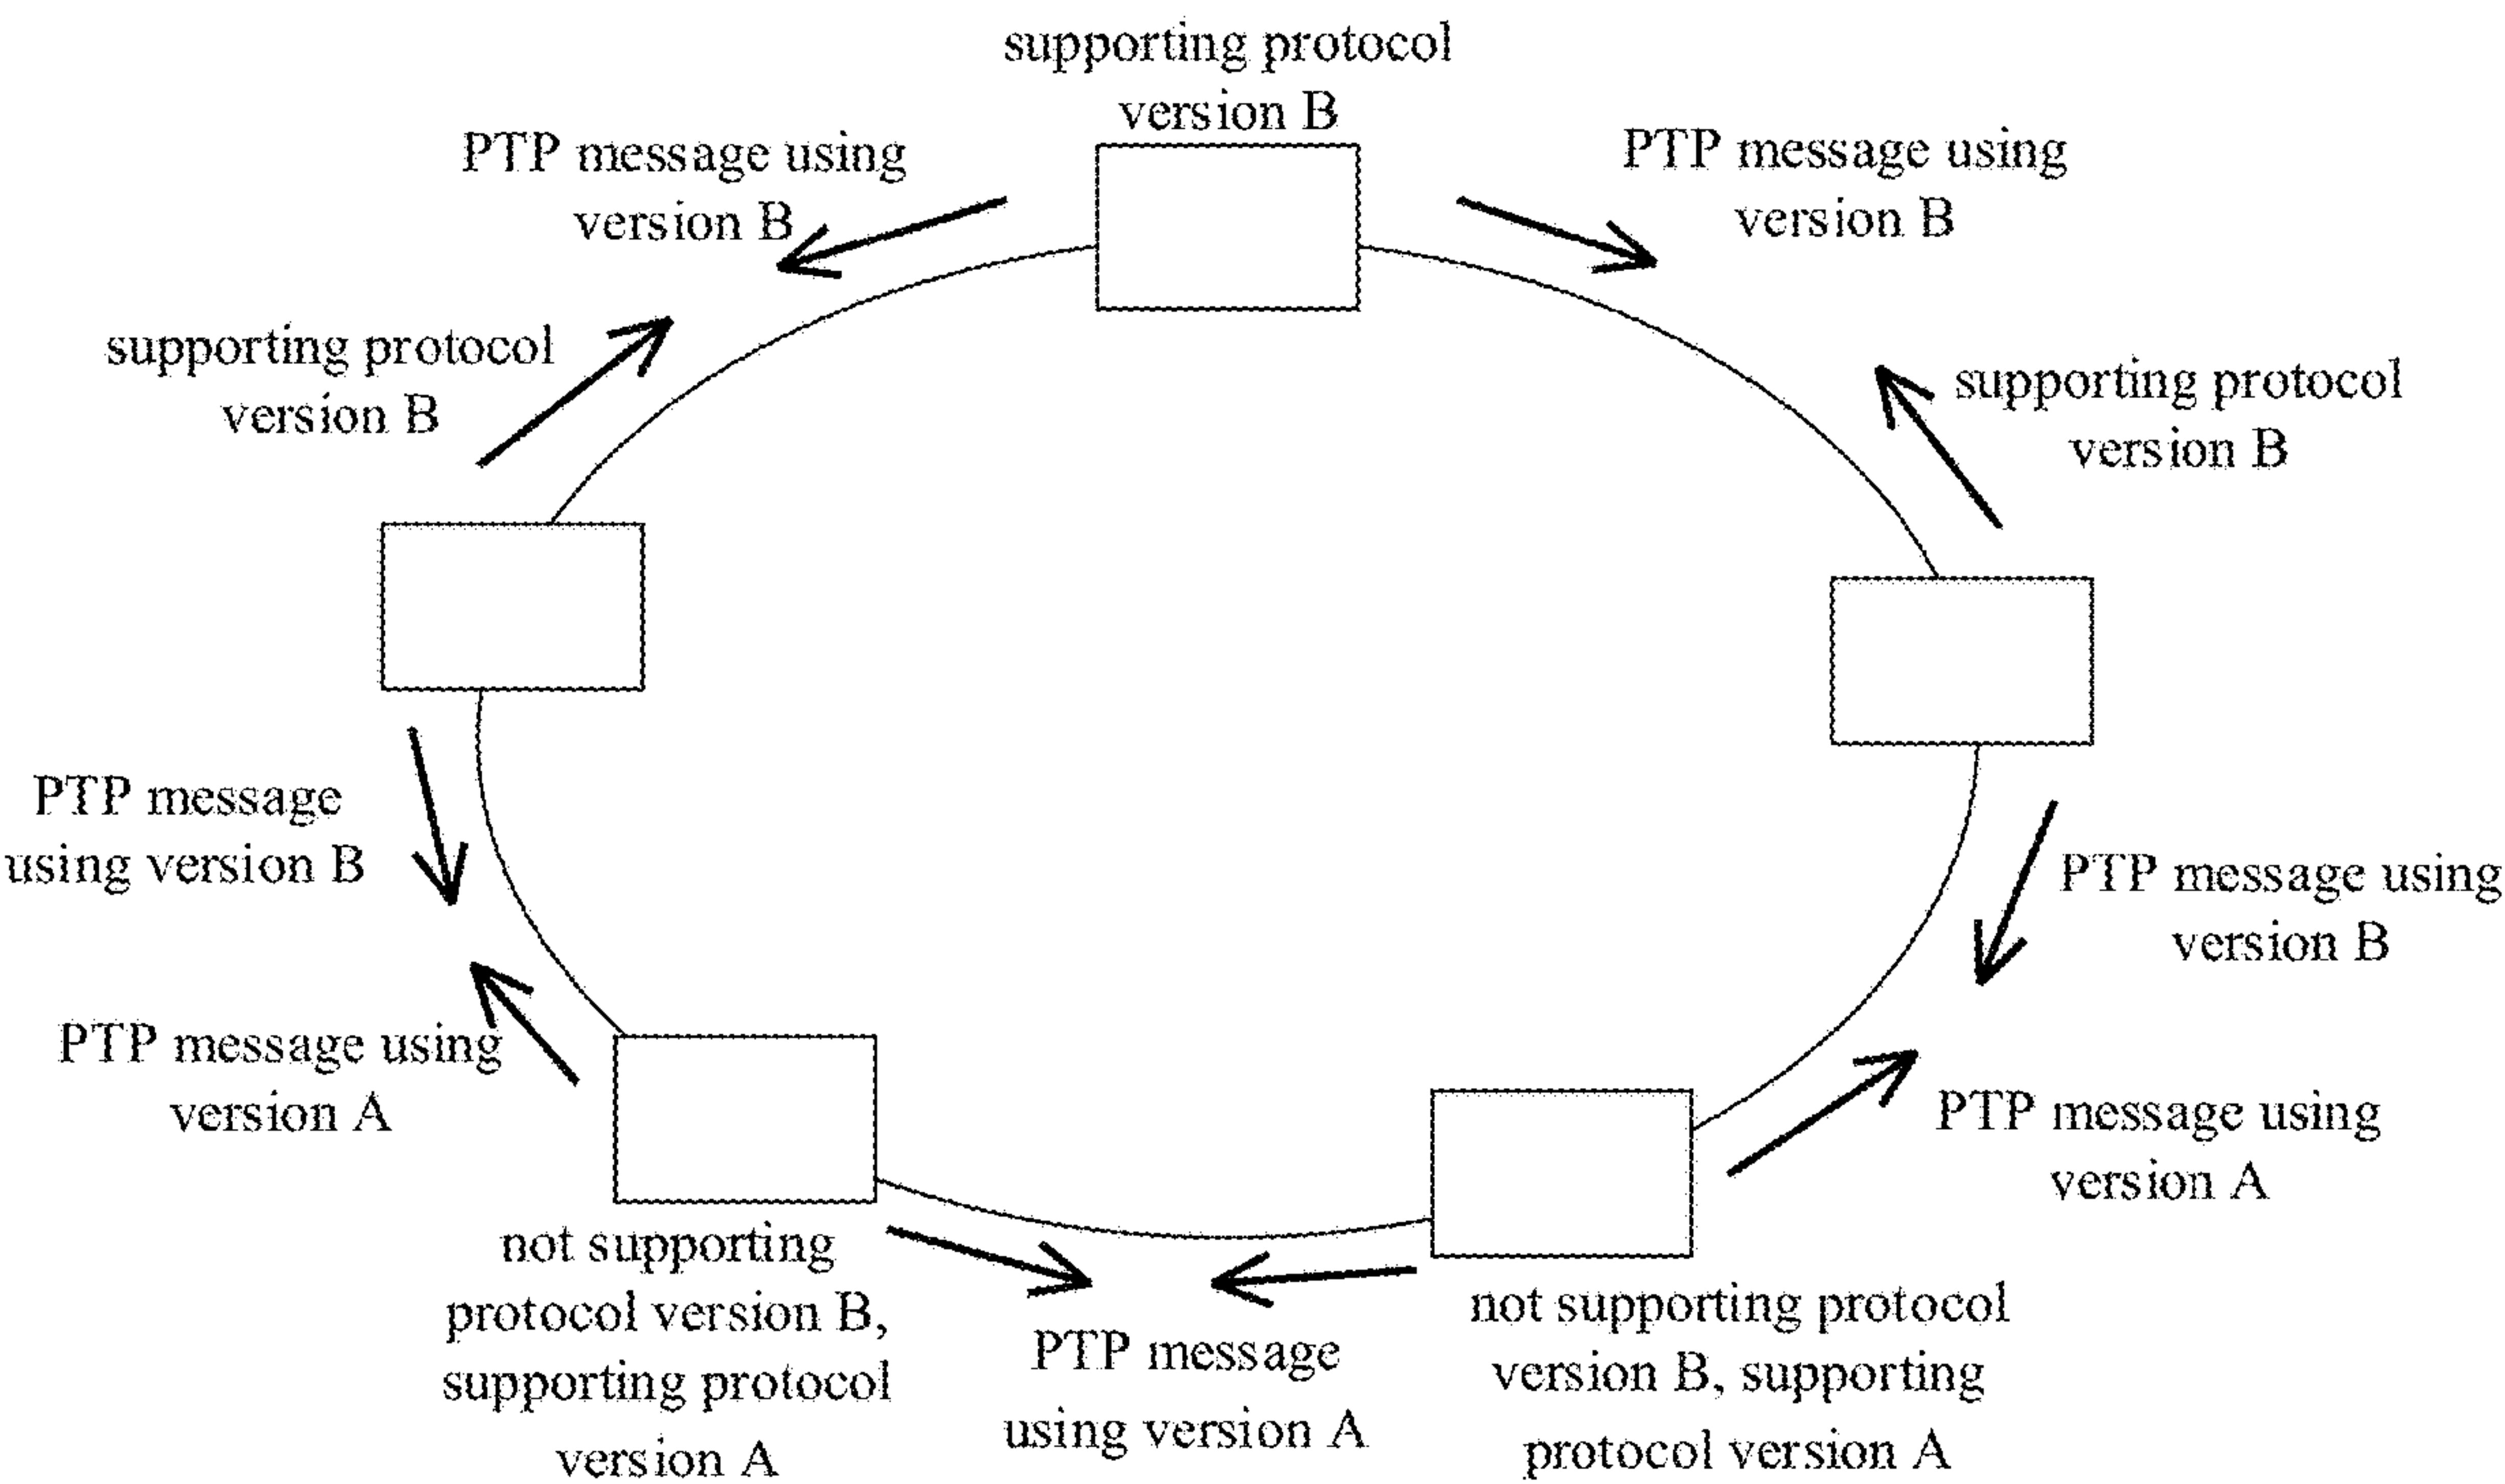 supporting protocol
version B
PTP message using
version B
PTP message using
version B
supporting protocol
version B
supporting protocol
version B
PTP message
using version B
PTP message using
version B
PTP message using
version A
PTP message using
version A
not supporting
protocol version B,
supporting protocol
version A
PTP message
using version A
not supporting protocol
version B, supporting
protocol version A